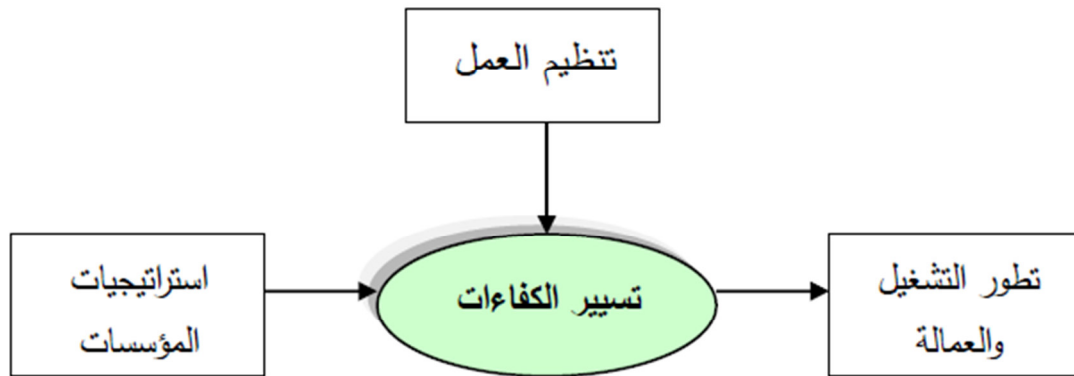 تنظيم العمل
استراتيجيات
المؤسسات
تسيير الكفاءات
تطور التشغيل
والعمالة